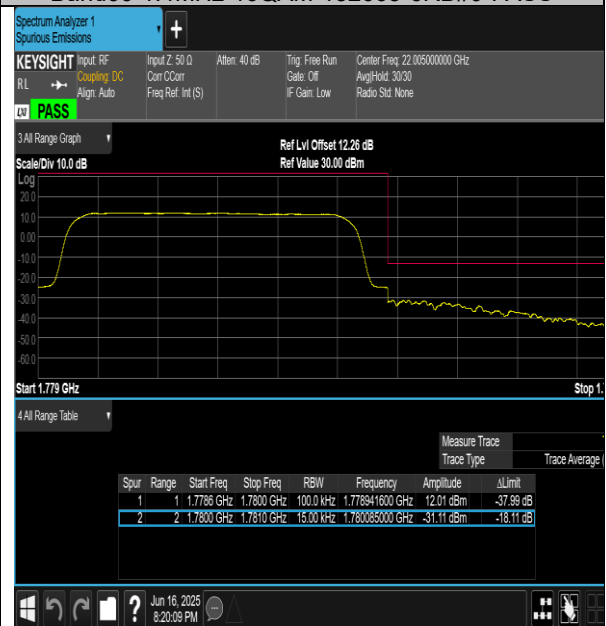 Spectrum Analyzer 1
Spurious Emissions
KEYSIGHT Input: RF Input Z: 50 Ω Atten: 40 dB Trig: Free Run Center Freq: 22.005000000 GHz
RL Coupling: DC Corr CCorr Gate: Off Avg|Hold: 30/30
Align: Auto Freq Ref: Int (S) IF Gain: Low Radio Std: None
LXI PASS
3 All Range Graph
Ref Lvl Offset 12.26 dB
Scale/Div 10.0 dB Ref Value 30.00 dBm
Log
20.0
10.0
0.00
-10.0
-20.0
-30.0
-40.0
-50.0
-60.0
Start 1.779 GHz Stop 1.
4 All Range Table
Measure Trace
Trace Type Trace Average (
Spur Range Start Freq Stop Freq RBW Frequency Amplitude ΔLimit
1 1 1.7786 GHz 1.7800 GHz 100.0 kHz 1.778941600 GHz 12.01 dBm -37.99 dB
2 2 1.7800 GHz 1.7810 GHz 15.00 kHz 1.780085000 GHz -31.11 dBm -18.11 dB
Jun 16, 2025
8:20:09 PM